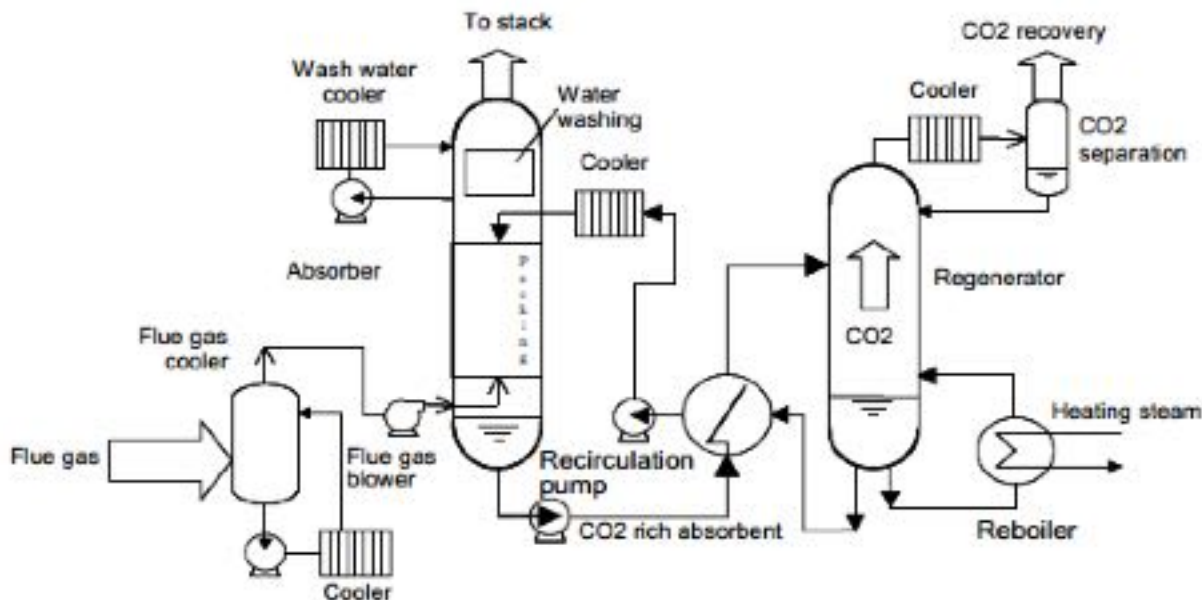 To stack
CO2 recovery
Wash water
cooler
Water
washing
Cooler
CO2
separation
Cooler
Absorber
Packing
Regenerator
CO2
Flue gas
cooler
Heating steam
Flue gas
Flue gas
blower
Recirculation
pump
CO2 rich absorbent
Reboiler
Cooler